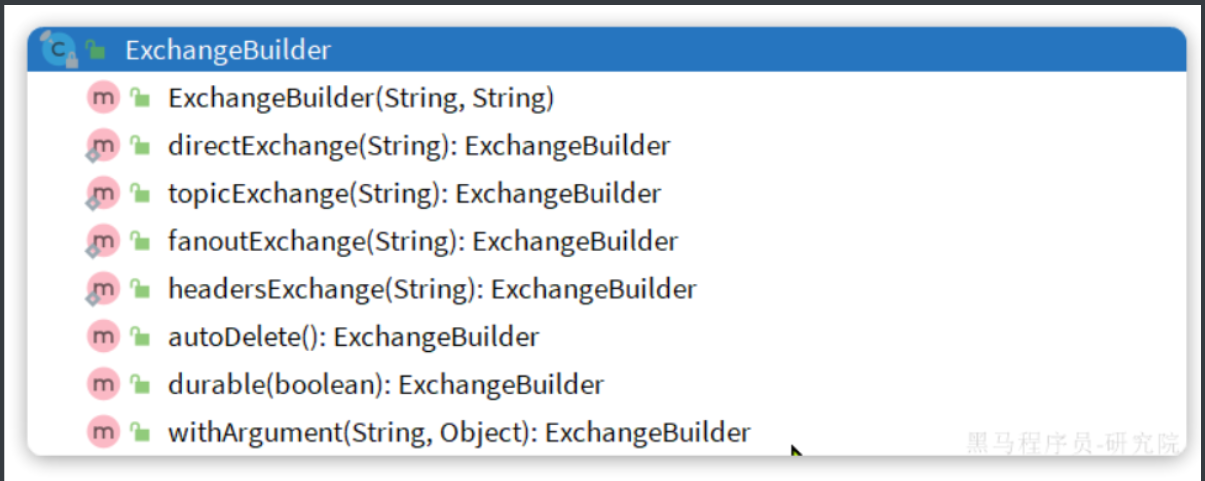 ExchangeBuilder
ExchangeBuilder(String, String)
directExchange(String): ExchangeBuilder
topicExchange(String): ExchangeBuilder
fanoutExchange(String): ExchangeBuilder
headersExchange(String): ExchangeBuilder
autoDelete(): ExchangeBuilder
durable(boolean): ExchangeBuilder
withArgument(String, Object): ExchangeBuilder
黑马程序员-研究院